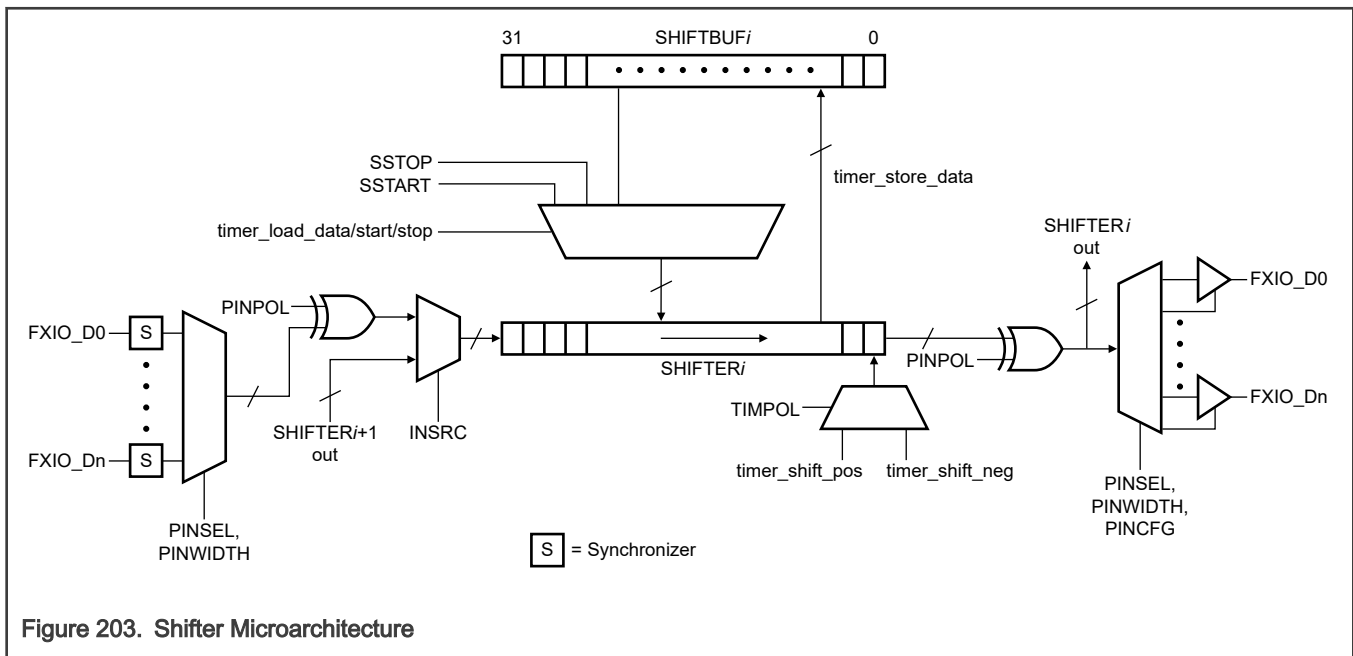 31 SHIFTBUFi 0
SSTOP
SSTART
timer_store_data
timer_load_data/start/stop
SHIFTERi
out
PINPOL
FXIO_D0
S
FXIO_D0
SHIFTERi
PINPOL
TIMPOL
SHIFTERi+1
out
INSRC
FXIO_Dn
FXIO_Dn
S
timer_shift_pos
timer_shift_neg
PINSEL,
PINWIDTH
PINSEL,
PINWIDTH,
PINCFG
S = Synchronizer
Figure 203. Shifter Microarchitecture